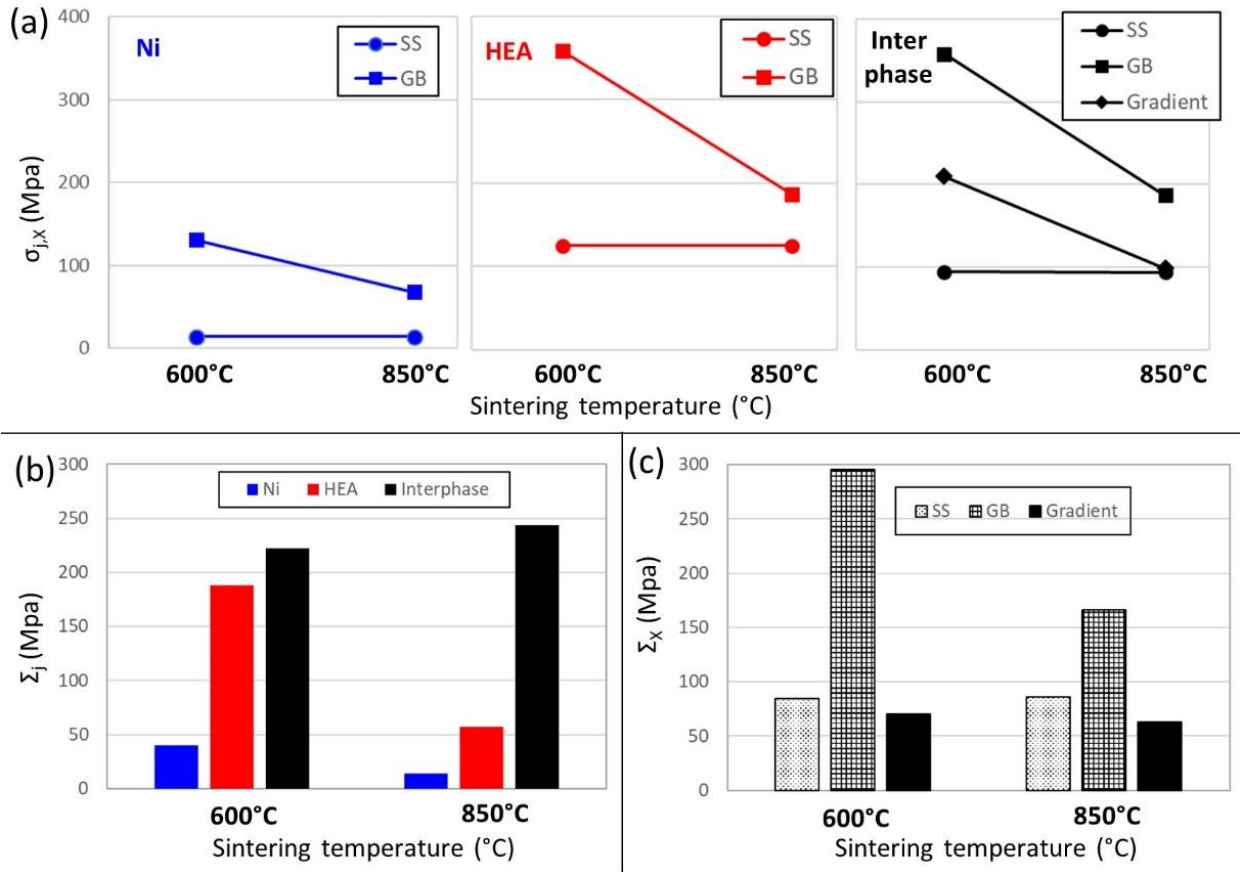 (a)
400
300
200
100
0
σj,X (Mpa)
Ni
SS
GB
HEA
SS
GB
Inter
phase
SS
GB
Gradient
600°C 850°C 600°C 850°C 600°C 850°C
Sintering temperature (°C)
(b)
300
250
200
150
100
50
0
Σj (Mpa)
Ni HEA Interphase
600°C 850°C
Sintering temperature (°C)
(c)
300
250
200
150
100
50
0
ΣX (Mpa)
SS GB Gradient
600°C 850°C
Sintering temperature (°C)